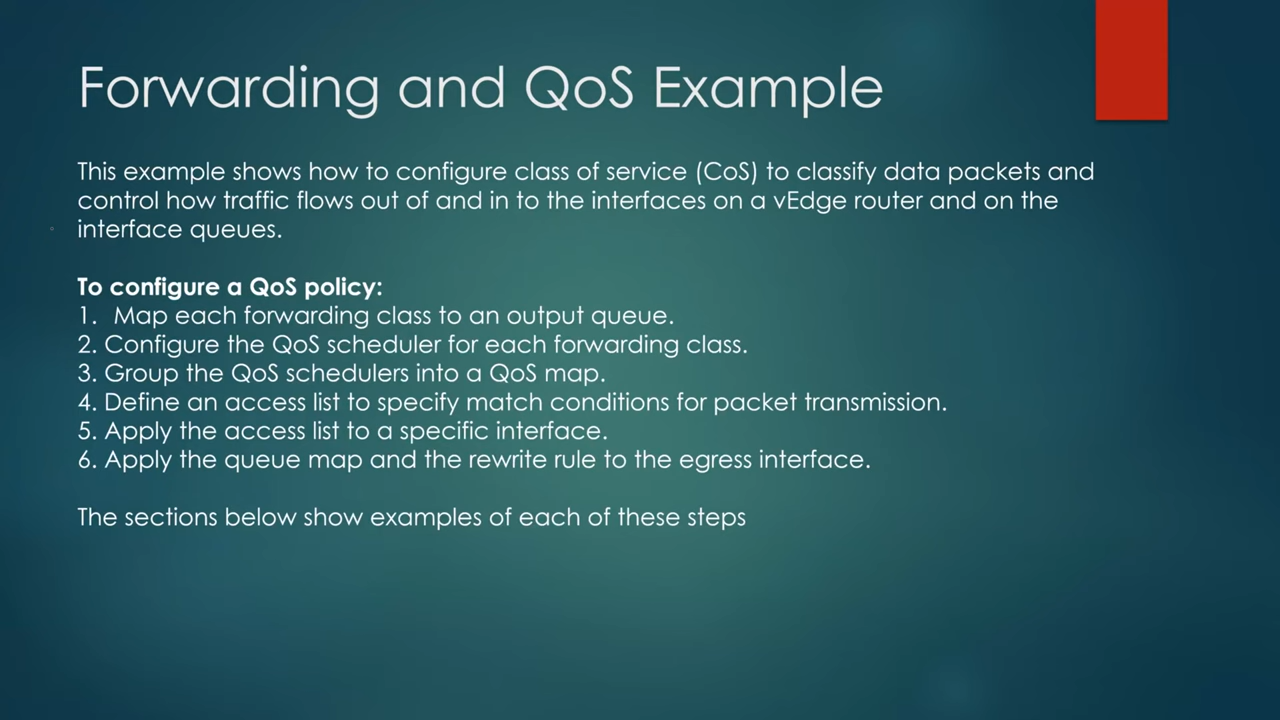 Forwarding and QoS Example
This example shows how to configure class of service (CoS) to classify data packets and
control how traffic flows out of and in to the interfaces on a vEdge router and on the
interface queues.
To configure a QoS policy:
1. Map each forwarding class to an output queue.
2. Configure the QoS scheduler for each forwarding class.
3. Group the QoS schedulers into a QoS map.
4. Define an access list to specify match conditions for packet transmission.
5. Apply the access list to a specific interface.
6. Apply the queue map and the rewrite rule to the egress interface.
The sections below show examples of each of these steps